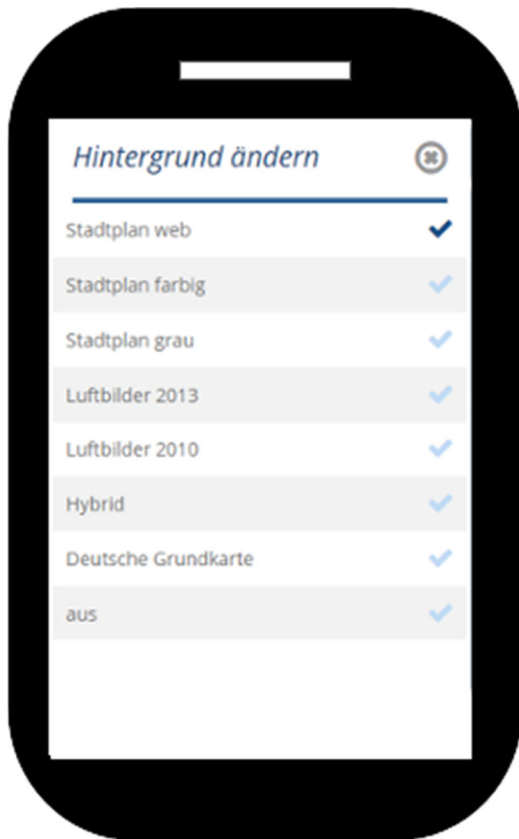 Hintergrund ändern
Stadtplan web
Stadtplan farbig
Stadtplan grau
Luftbilder 2013
Luftbilder 2010
Hybrid
Deutsche Grundkarte
aus